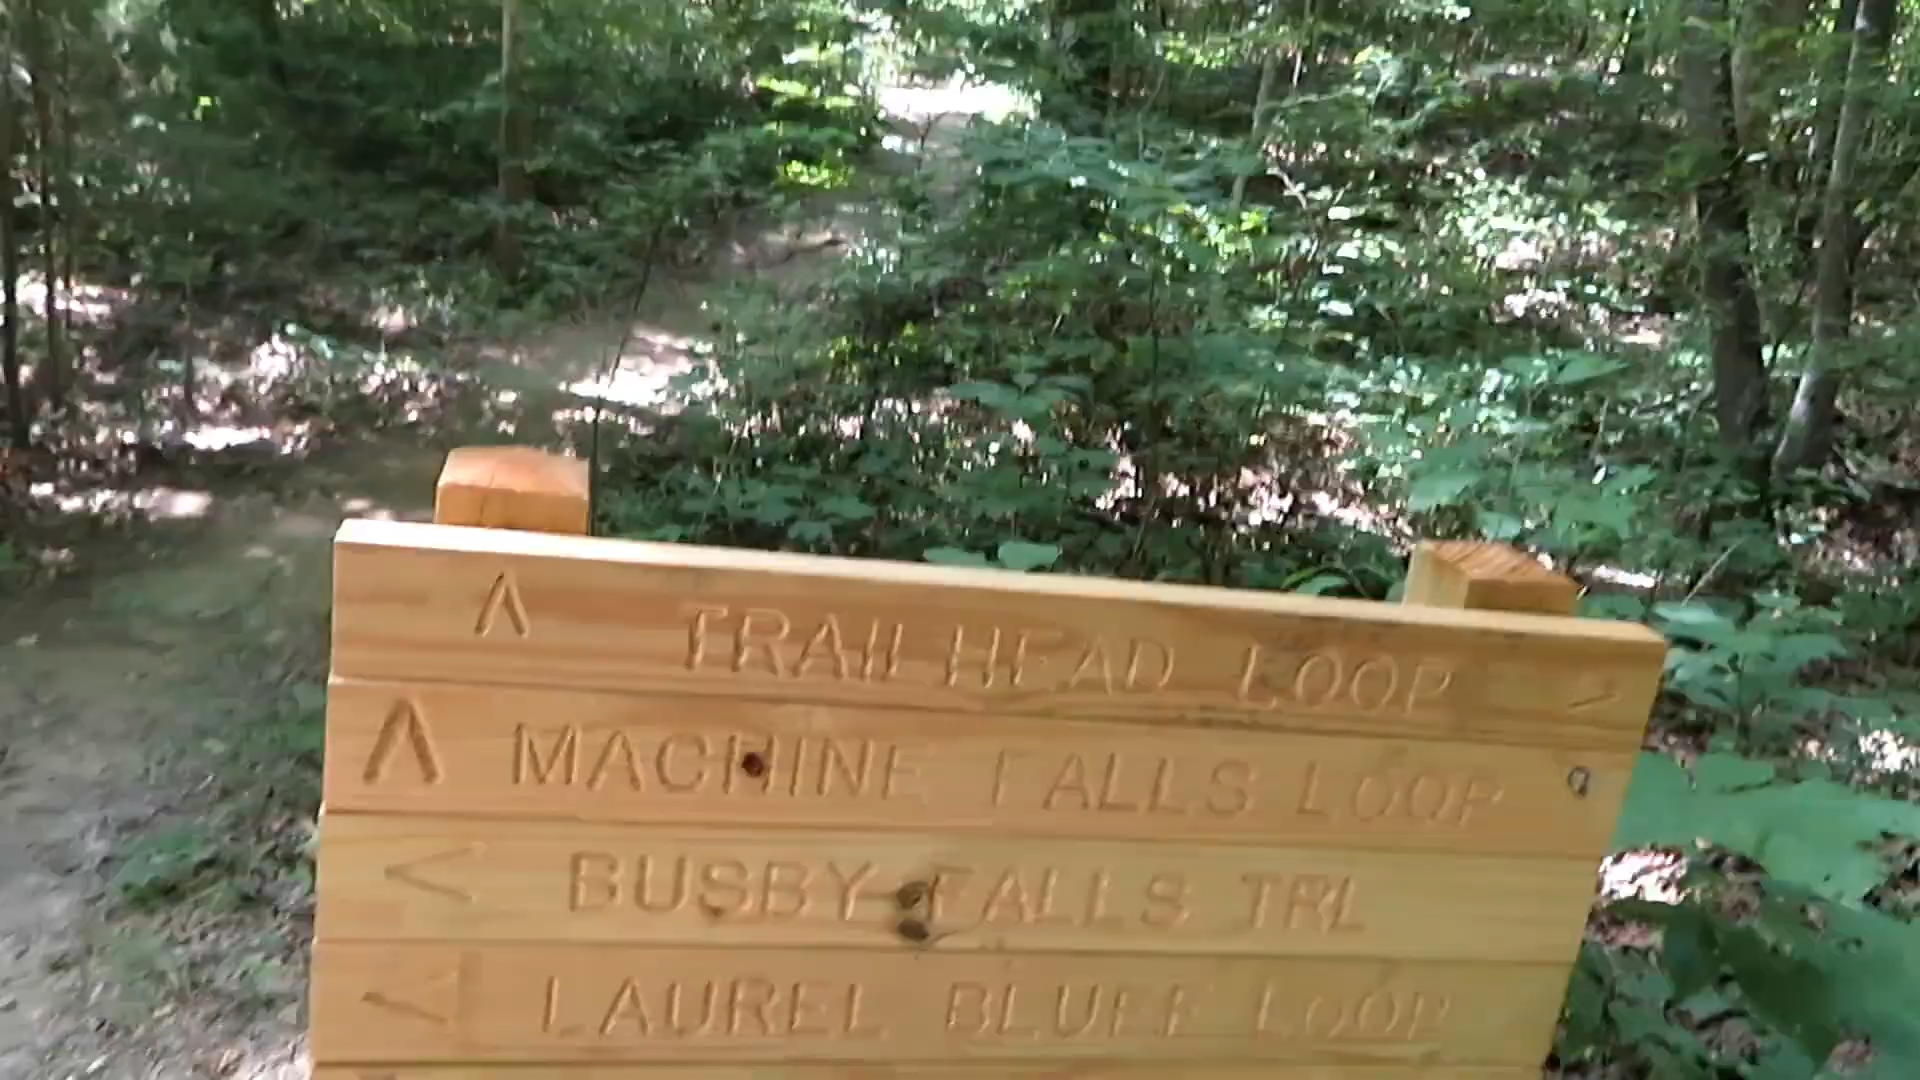 ^ TRAILHEAD LOOP >
^ MACHINE FALLS LOOP
< BUSBY FALLS TRL
< LAUREL BLUFF LOOP